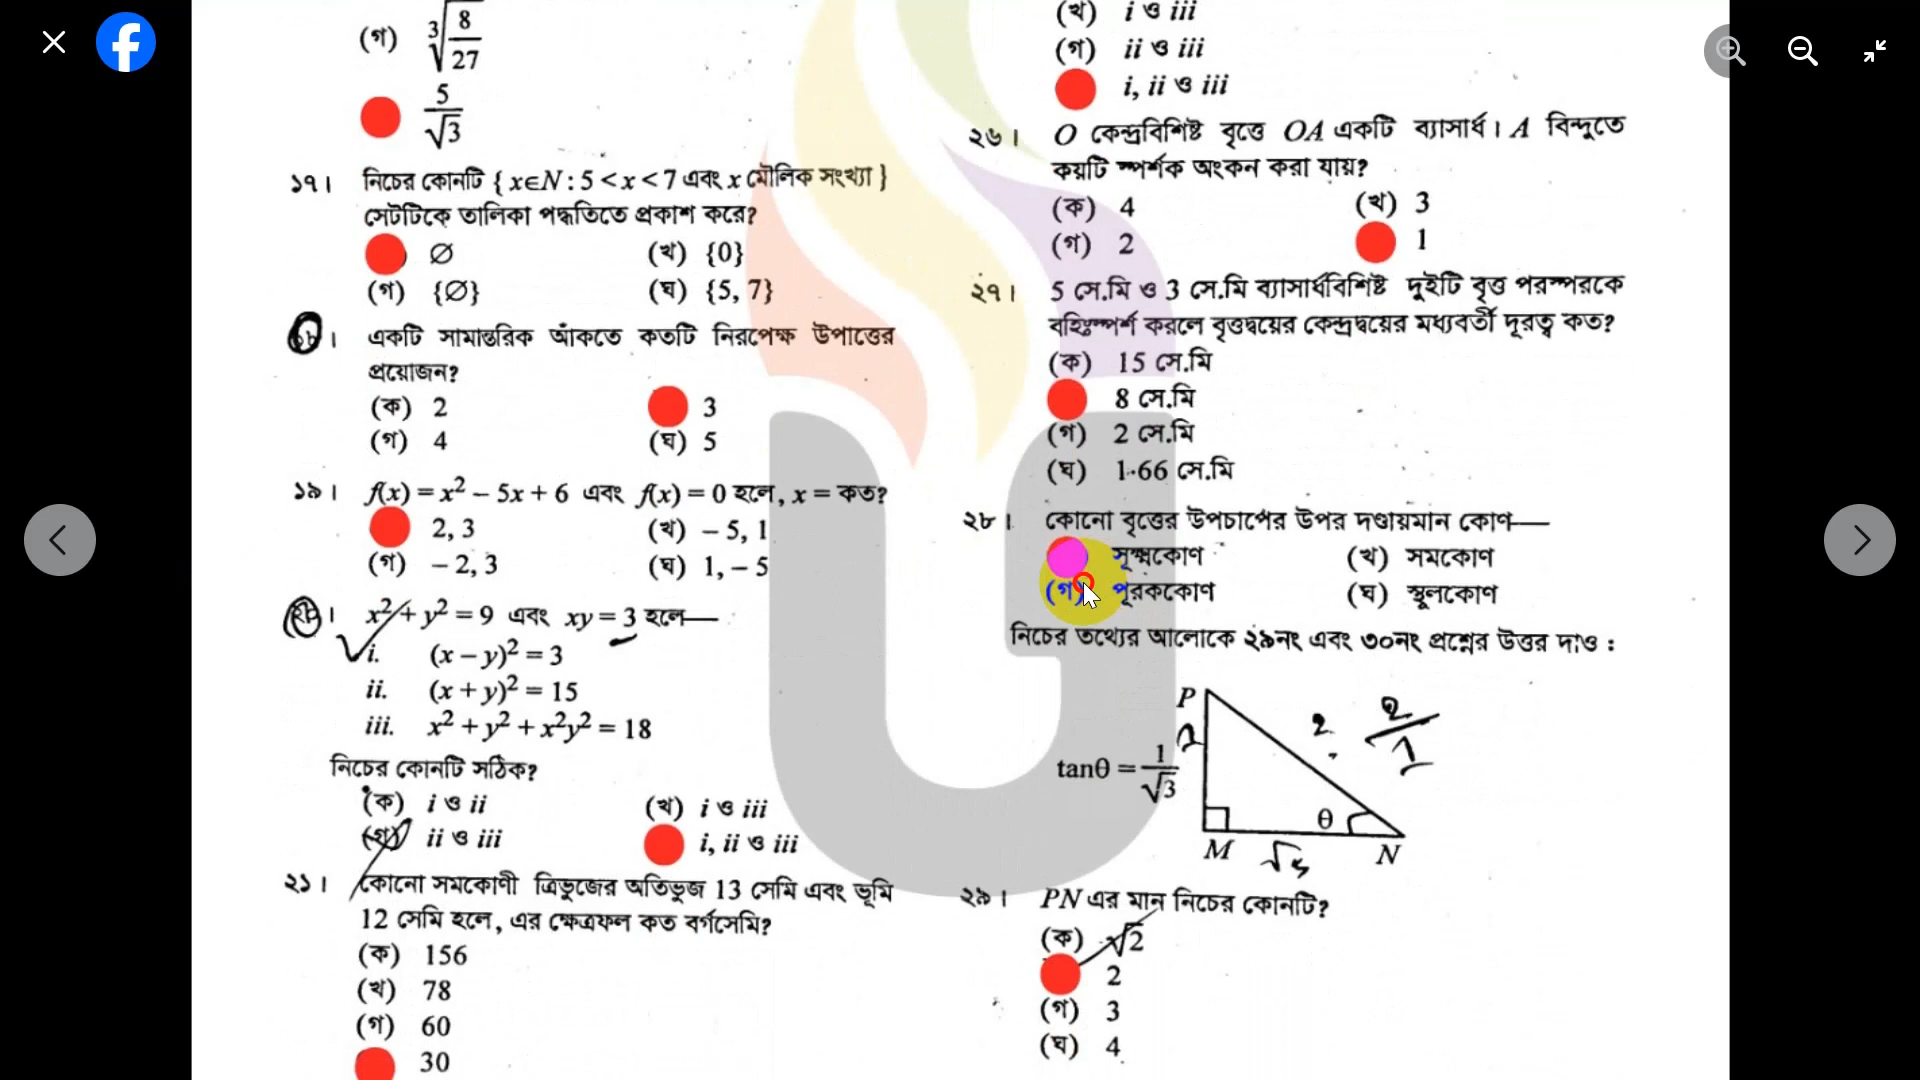 (গ) ∛(8/27)
5/√3
১৭। নিচের কোনটি { x∈N : 5 < x < 7 এবং x মৌলিক সংখ্যা }
সেটটিকে তালিকা পদ্ধতিতে প্রকাশ করে?
∅ (খ) {0}
(গ) {∅} (ঘ) {5, 7}
। একটি সামান্তরিক আঁকতে কতটি নিরপেক্ষ উপাত্তের
প্রয়োজন?
(ক) 2 3
(গ) 4 (ঘ) 5
১৯। f(x) = x² – 5x + 6 এবং f(x) = 0 হলে, x = কত?
2, 3 (খ) – 5, 1
(গ) – 2, 3 (ঘ) 1, – 5
। x² + y² = 9 এবং xy = 3 হলে—
i. (x – y)² = 3
ii. (x + y)² = 15
iii. x² + y² + x²y² = 18
নিচের কোনটি সঠিক?
(ক) i ও ii (খ) i ও iii
(গ) ii ও iii i, ii ও iii
২১। কোনো সমকোণী ত্রিভুজের অতিভুজ 13 সেমি এবং ভূমি
12 সেমি হলে, এর ক্ষেত্রফল কত বর্গসেমি?
(ক) 156
(খ) 78
(গ) 60
30
(খ) i ও iii
(গ) ii ও iii
i, ii ও iii
২৬। O কেন্দ্রবিশিষ্ট বৃত্তে OA একটি ব্যাসার্ধ। A বিন্দুতে
কয়টি স্পর্শক অংকন করা যায়?
(ক) 4 (খ) 3
(গ) 2 1
২৭। 5 সে.মি ও 3 সে.মি ব্যাসার্ধবিশিষ্ট দুইটি বৃত্ত পরস্পরকে
বহিঃস্পর্শ করলে বৃত্তদ্বয়ের কেন্দ্রদ্বয়ের মধ্যবর্তী দূরত্ব কত?
(ক) 15 সে.মি
8 সে.মি
(গ) 2 সে.মি
(ঘ) 1·66 সে.মি
২৮। কোনো বৃত্তের উপচাপের উপর দণ্ডায়মান কোণ—
সূক্ষ্মকোণ (খ) সমকোণ
(গ) পূরককোণ (ঘ) স্থূলকোণ
নিচের তথ্যের আলোকে ২৯নং এবং ৩০নং প্রশ্নের উত্তর দাও :
P
2
tanθ = 1/√3
θ
M N
২৯। PN এর মান নিচের কোনটি?
(ক) √2
2
(গ) 3
(ঘ) 4